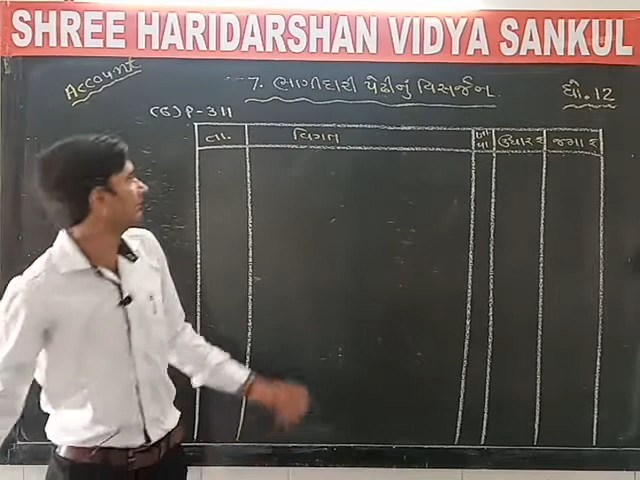 SHREE HARIDARSHAN VIDYA SANKUL
Account
7. ભાગીદારી પેઢીનું વિસર્જન
ધો.12
(6) P-311
તા. વિગત ખા પા ઉધાર ₹ જમા ₹